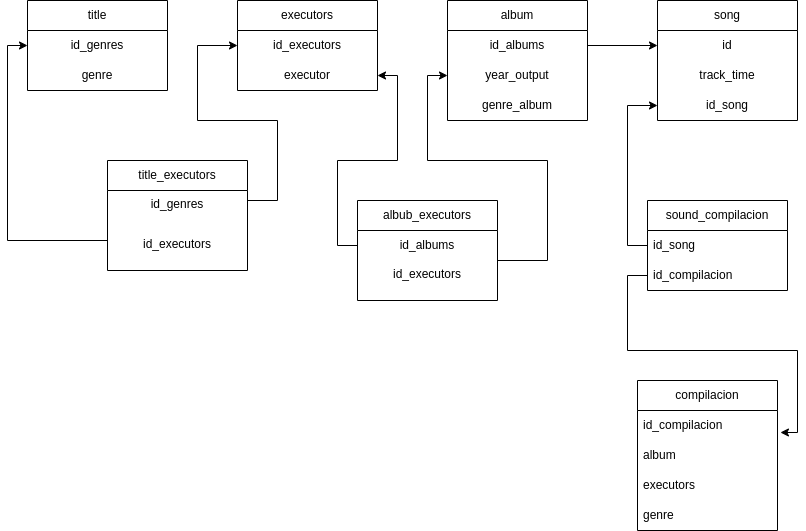 title
id_genres
genre
executors
id_executors
executor
album
id_albums
year_output
genre_album
song
id
track_time
id_song
title_executors
id_genres
id_executors
albub_executors
id_albums
id_executors
sound_compilacion
id_song
id_compilacion
compilacion
id_compilacion
album
executors
genre